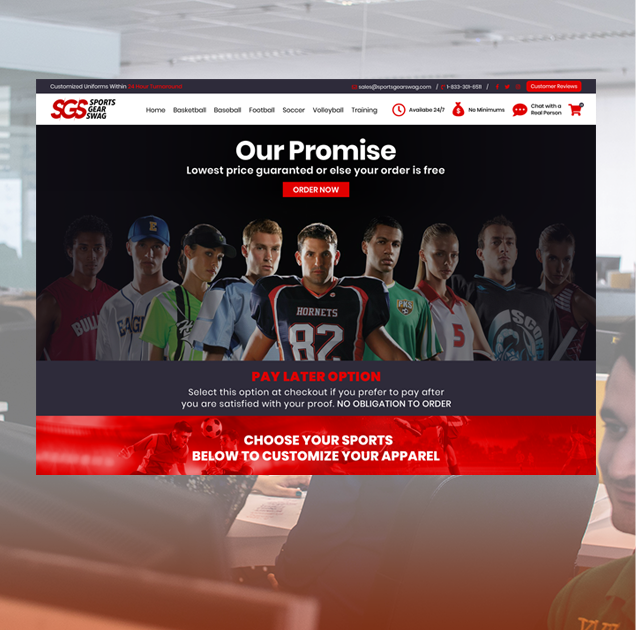 Customized Uniforms Within
sales@sportsgearswag.com / 1-833-301-6511 /
Customer Reviews
SGS SPORTS GEAR SWAG
Home Basketball Baseball Football Soccer Volleyball Training
Availabe 24/7
No Minimums
Chat with a
Real Person
Our Promise
Lowest price guaranted or else your order is free
ORDER NOW
BULL
EAGL
HORNETS
82
5
SCOU
PAY LATER OPTION
Select this option at checkout if you prefer to pay after
you are satisfied with your proof. NO OBLIGATION TO ORDER
CHOOSE YOUR SPORTS
BELOW TO CUSTOMIZE YOUR APPAREL